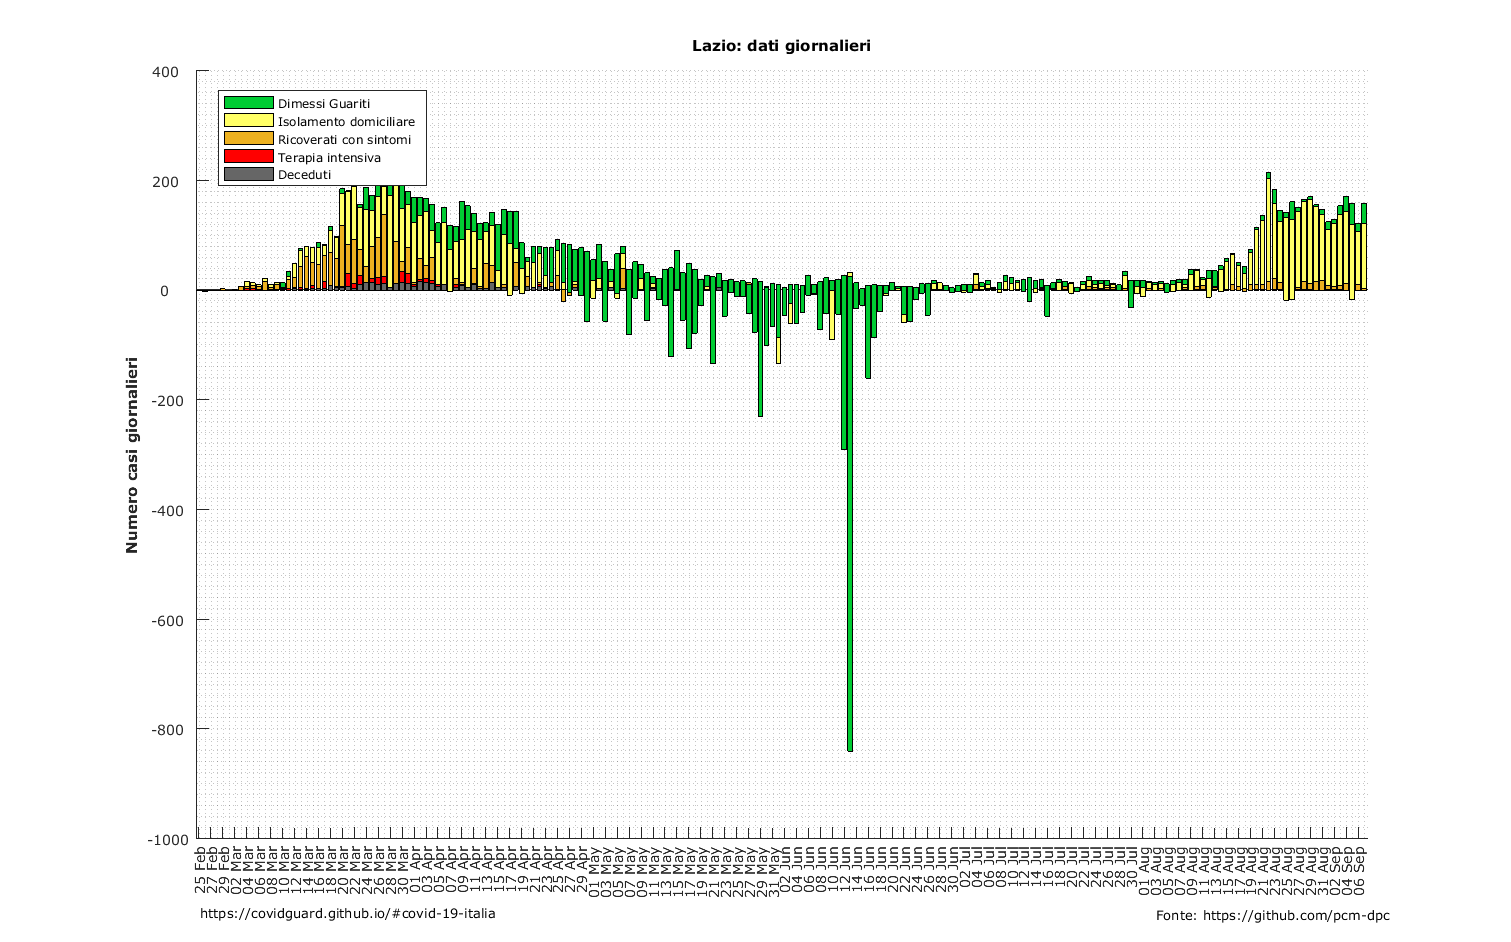 Lazio: dati giornalieri
400
200
0
-200
-400
-600
-800
-1000
Numero casi giornalieri
Dimessi Guariti
Isolamento domiciliare
Ricoverati con sintomi
Terapia intensiva
Deceduti
25 Feb
27 Feb
29 Feb
02 Mar
04 Mar
06 Mar
08 Mar
10 Mar
12 Mar
14 Mar
16 Mar
18 Mar
20 Mar
22 Mar
24 Mar
26 Mar
28 Mar
30 Mar
01 Apr
03 Apr
05 Apr
07 Apr
09 Apr
11 Apr
13 Apr
15 Apr
17 Apr
19 Apr
21 Apr
23 Apr
25 Apr
27 Apr
29 Apr
01 May
03 May
05 May
07 May
09 May
11 May
13 May
15 May
17 May
19 May
21 May
23 May
25 May
27 May
29 May
31 May
02 Jun
04 Jun
06 Jun
08 Jun
10 Jun
12 Jun
14 Jun
16 Jun
18 Jun
20 Jun
22 Jun
24 Jun
26 Jun
28 Jun
30 Jun
02 Jul
04 Jul
06 Jul
08 Jul
10 Jul
12 Jul
14 Jul
16 Jul
18 Jul
20 Jul
22 Jul
24 Jul
26 Jul
28 Jul
30 Jul
01 Aug
03 Aug
05 Aug
07 Aug
09 Aug
11 Aug
13 Aug
15 Aug
17 Aug
19 Aug
21 Aug
23 Aug
25 Aug
27 Aug
29 Aug
31 Aug
02 Sep
04 Sep
06 Sep
https://covidguard.github.io/#covid-19-italia
Fonte: https://github.com/pcm-dpc